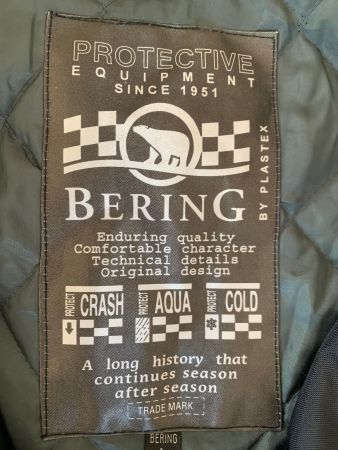 PROTECTIVE
EQUIPMENT
SINCE 1951
BERING
BY PLASTEX
Enduring quality
Comfortable character
Technical details
Original design
PROTECT CRASH
PROTECT AQUA
PROTECT COLD
A long history that
continues season
after season
TRADE MARK
BERING